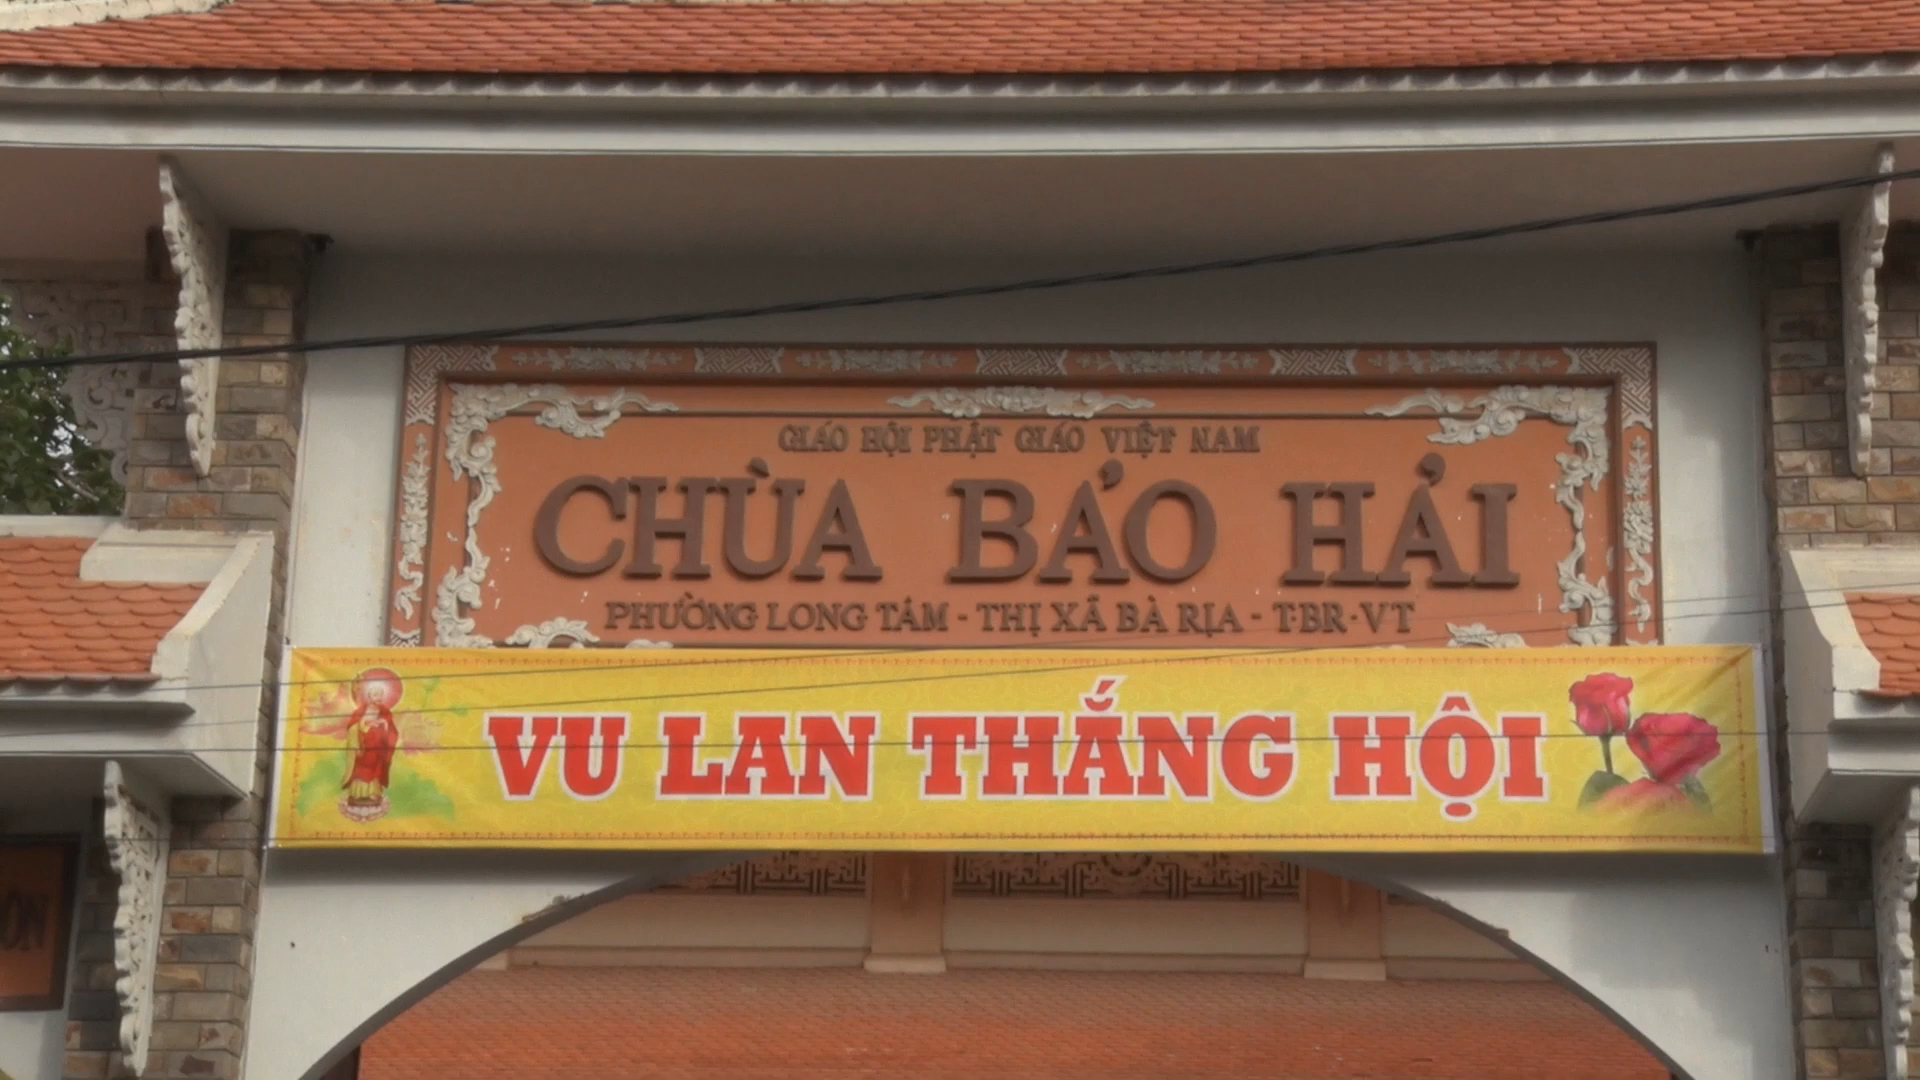 GIÁO HỘI PHẬT GIÁO VIỆT NAM
CHÙA BẢO HẢI
PHƯỜNG LONG TÂM - THỊ XÃ BÀ RỊA - T.BR.VT
VU LAN THẮNG HỘI